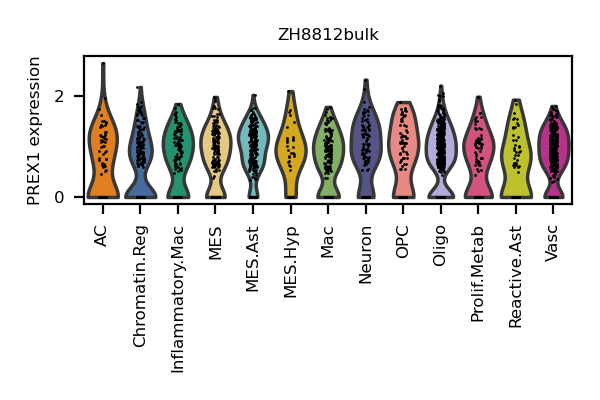 ZH8812bulk
PREX1 expression
2
0
AC
Chromatin.Reg
Inflammatory.Mac
MES
MES.Ast
MES.Hyp
Mac
Neuron
OPC
Oligo
Prolif.Metab
Reactive.Ast
Vasc